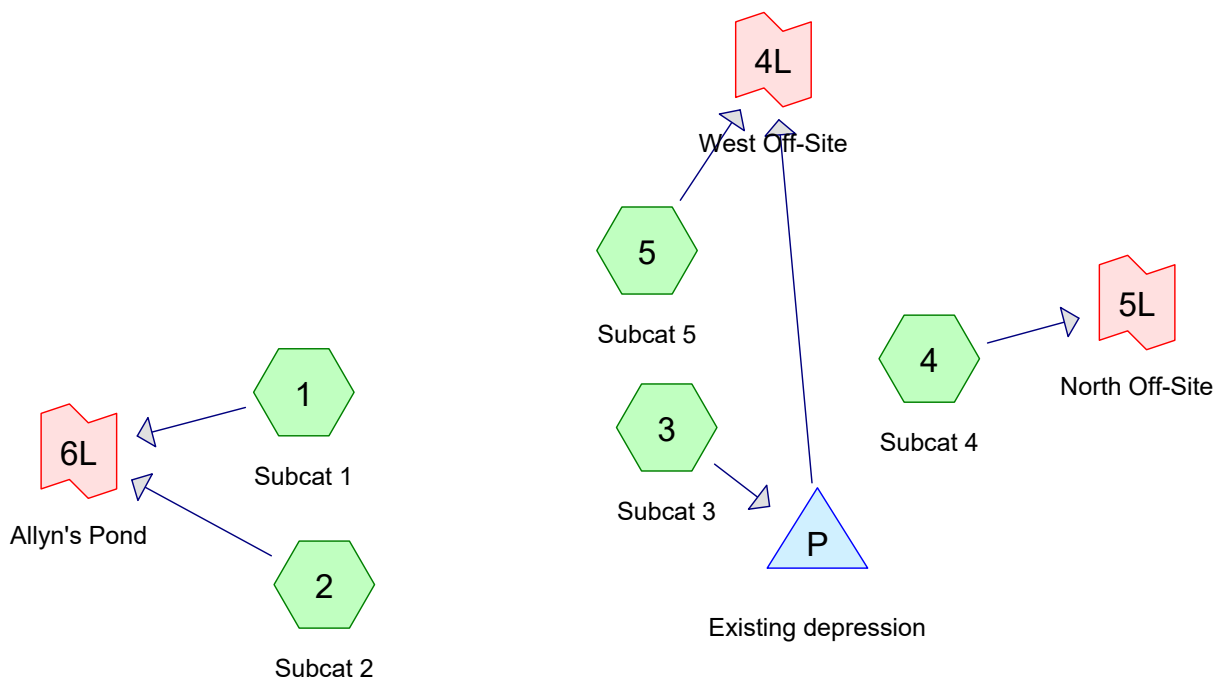 4L
West Off-Site
5
Subcat 5
5L
North Off-Site
4
Subcat 4
1
Subcat 1
3
Subcat 3
6L
Allyn's Pond
P
Existing depression
2
Subcat 2